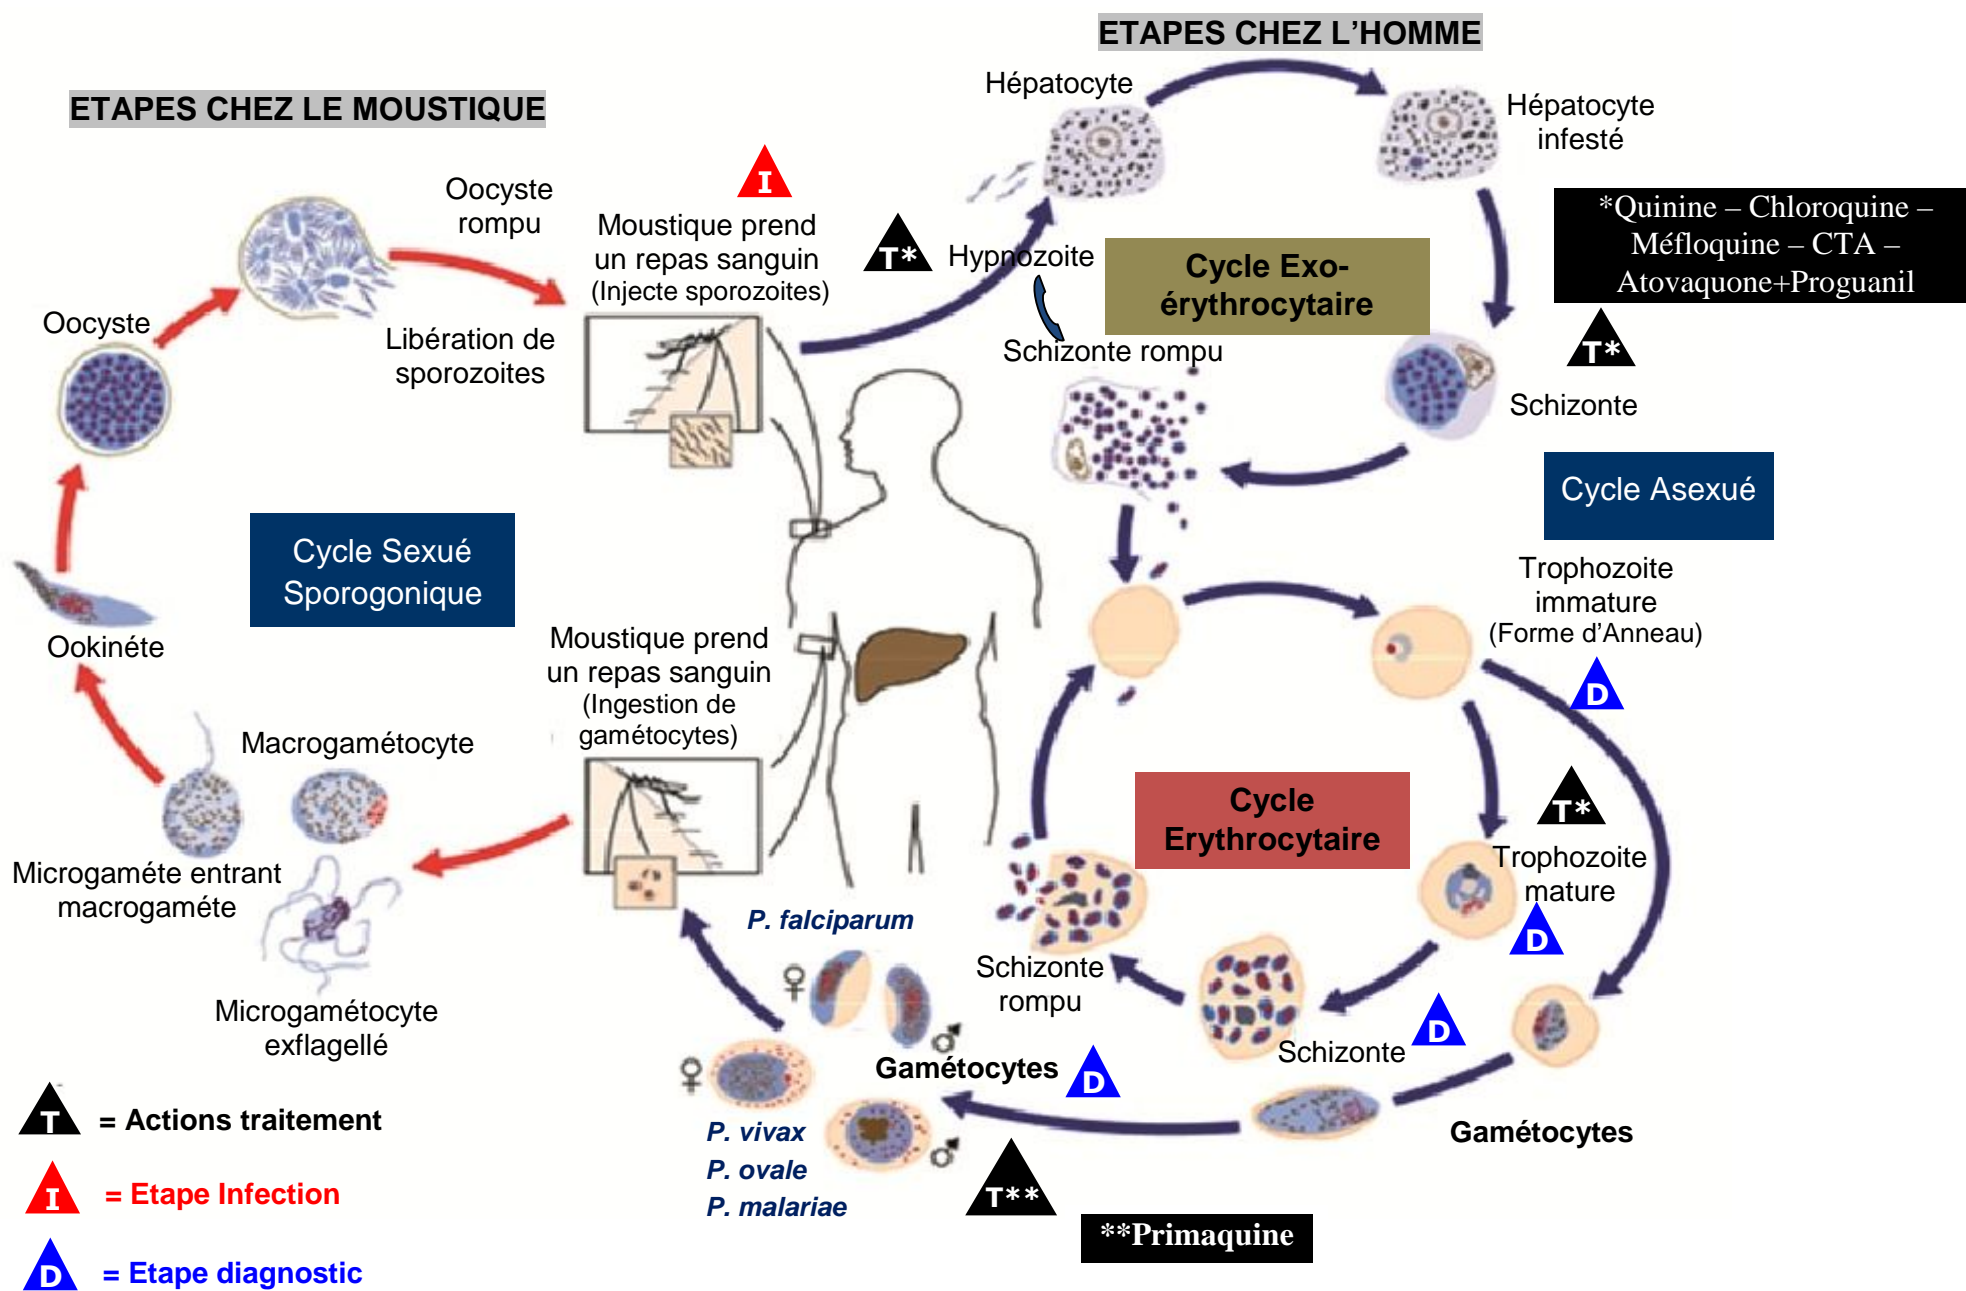 ETAPES CHEZ L’HOMME
ETAPES CHEZ LE MOUSTIQUE
Hépatocyte
Hépatocyte
infesté
Oocyste
rompu
I
Moustique prend
un repas sanguin
(Injecte sporozoites)
T*
Hypnozoite
Cycle Exo-
érythrocytaire
*Quinine – Chloroquine –
Méfloquine – CTA –
Atovaquone+Proguanil
T*
Oocyste
Libération de
sporozoites
Schizonte rompu
Schizonte
Cycle Asexué
Cycle Sexué
Sporogonique
Trophozoite
immature
(Forme d’Anneau)
D
Ookinéte
Moustique prend
un repas sanguin
(Ingestion de
gamétocytes)
Macrogamétocyte
Cycle
Erythrocytaire
T*
Trophozoite
mature
D
Microgaméte entrant
macrogaméte
P. falciparum
Schizonte
rompu
Microgamétocyte
exflagellé
♀
♂
Schizonte
D
Gamétocytes
D
♀
♂
P. vivax
P. ovale
P. malariae
Gamétocytes
T**
**Primaquine
T
= Actions traitement
I
= Etape Infection
D
= Etape diagnostic